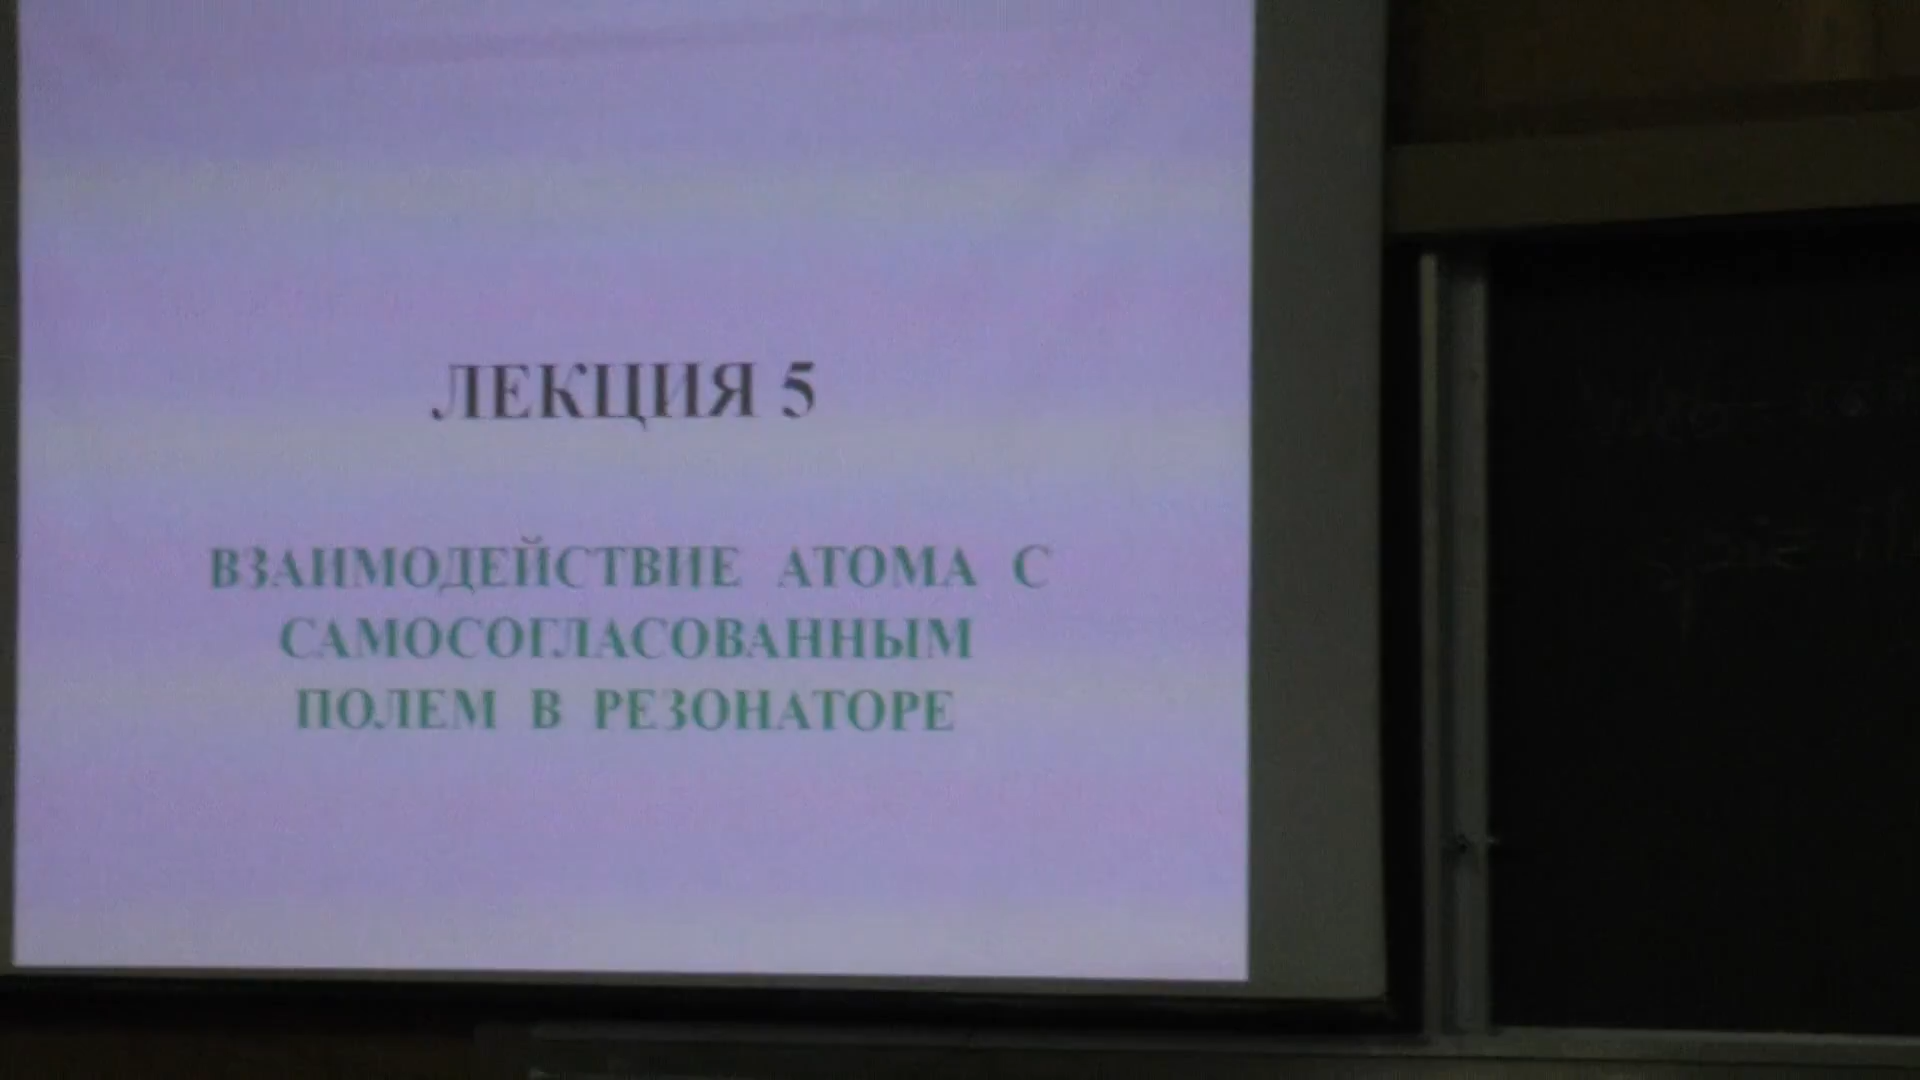 ЛЕКЦИЯ 5
ВЗАИМОДЕЙСТВИЕ АТОМА С
САМОСОГЛАСОВАННЫМ
ПОЛЕМ В РЕЗОНАТОРЕ